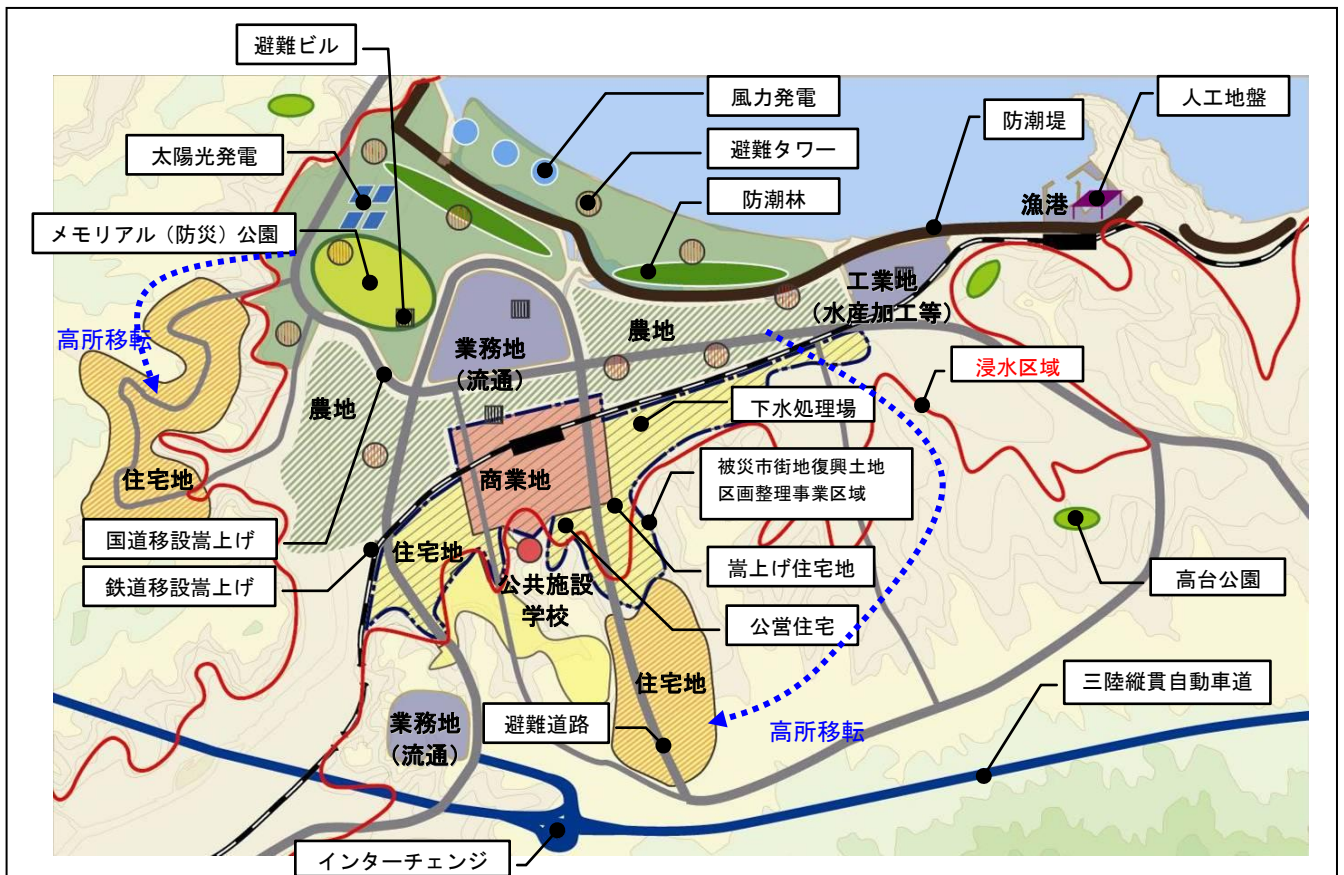 避難ビル
風力発電
人工地盤
防潮堤
太陽光発電
避難タワー
防潮林
漁港
メモリアル（防災）公園
工業地
（水産加工等）
高所移転
農地
業務地
（流通）
浸水区域
農地
下水処理場
住宅地
商業地
被災市街地復興土地
区画整理事業区域
国道移設嵩上げ
住宅地
嵩上げ住宅地
鉄道移設嵩上げ
公共施設
学校
高台公園
公営住宅
住宅地
三陸縦貫自動車道
業務地
（流通）
避難道路
高所移転
インターチェンジ